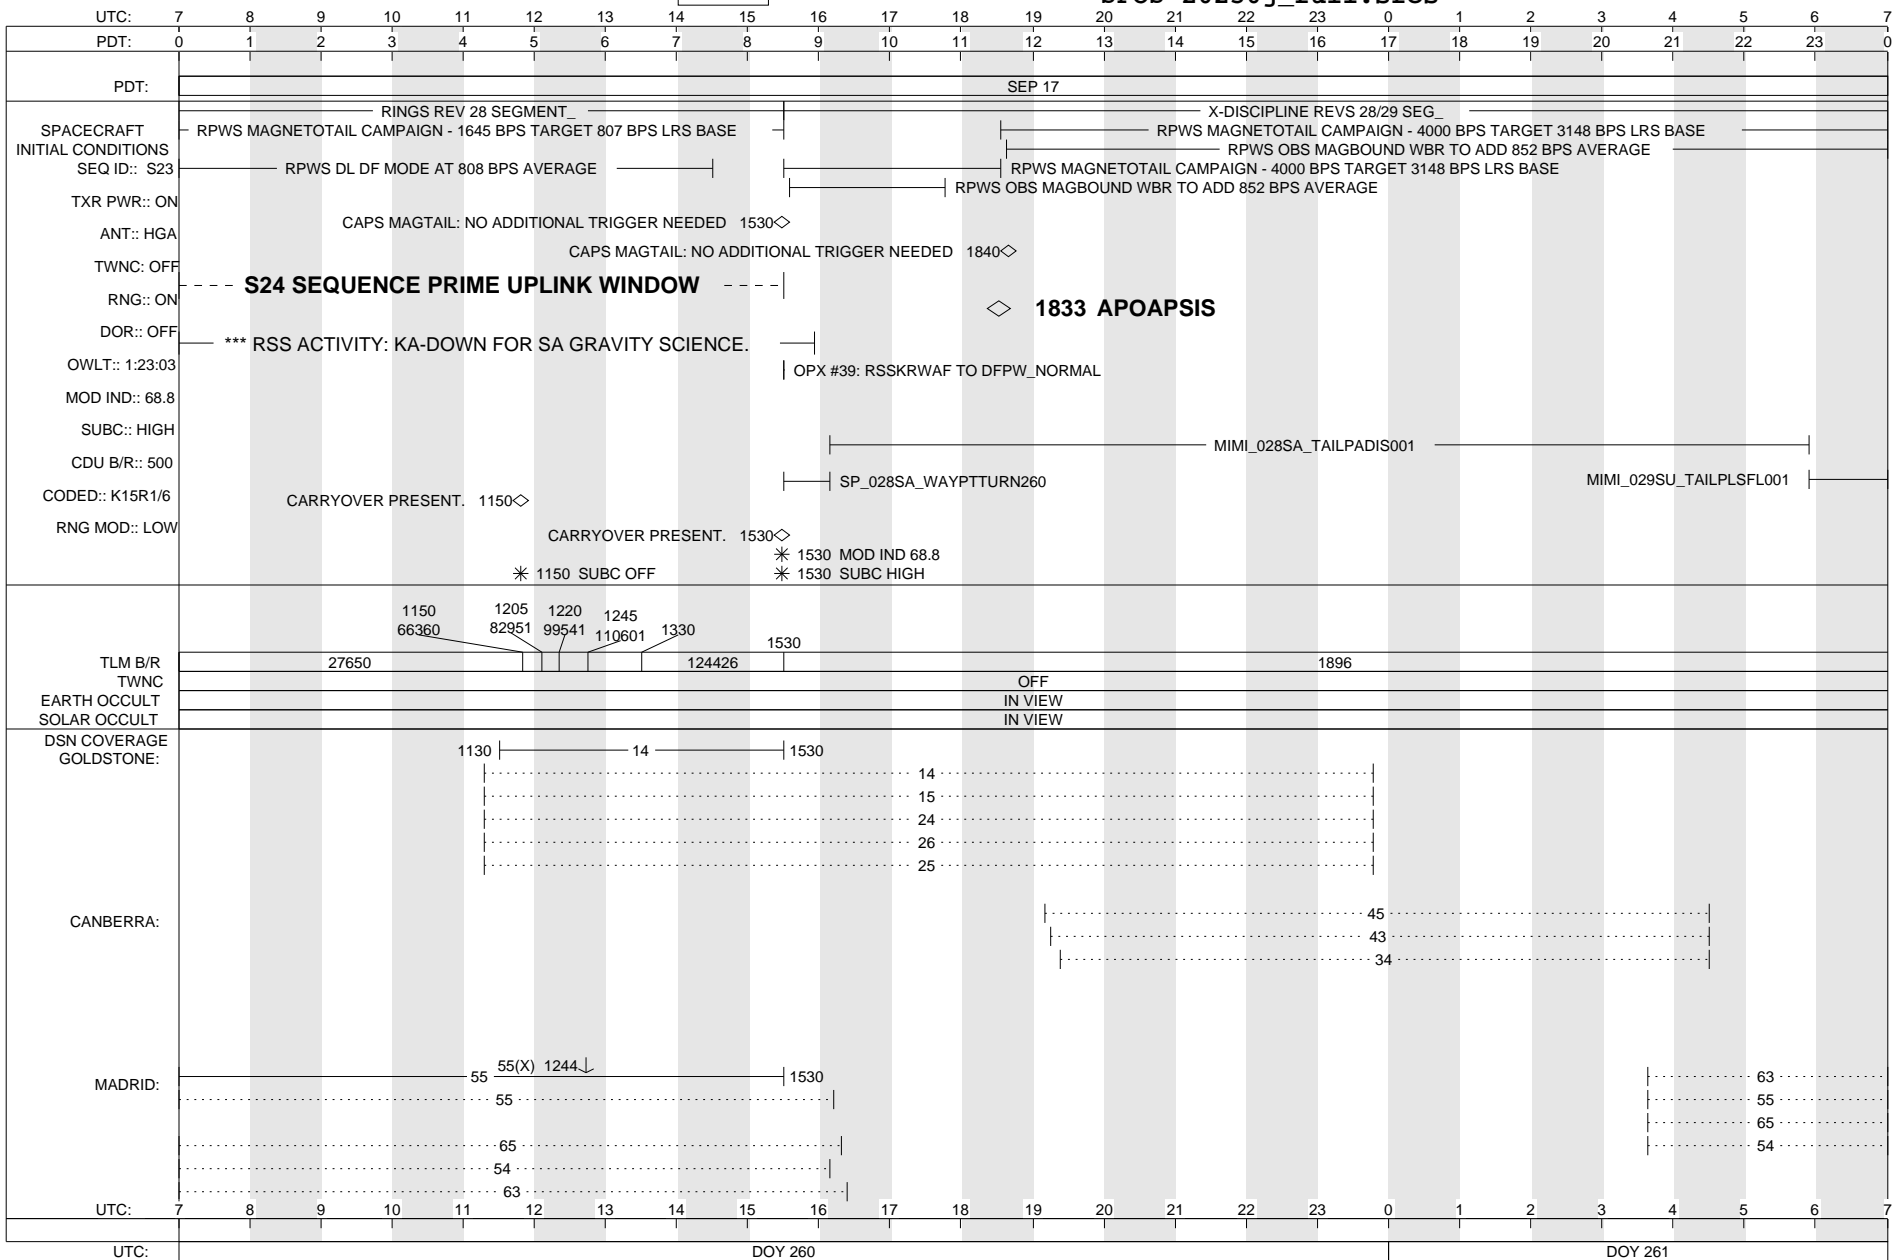 UTC: 7 8 9 10 11 12 13 14 15 16 17 18 19 20 21 22 23 0 1 2 3 4 5 6 7
PDT: 0 1 2 3 4 5 6 7 8 9 10 11 12 13 14 15 16 17 18 19 20 21 22 23 0
PDT: SEP 17
RINGS REV 28 SEGMENT_ X-DISCIPLINE REVS 28/29 SEG_
SPACECRAFT RPWS MAGNETOTAIL CAMPAIGN - 1645 BPS TARGET 807 BPS LRS BASE RPWS MAGNETOTAIL CAMPAIGN - 4000 BPS TARGET 3148 BPS LRS BASE
INITIAL CONDITIONS RPWS OBS MAGBOUND WBR TO ADD 852 BPS AVERAGE
SEQ ID:: S23 RPWS DL DF MODE AT 808 BPS AVERAGE RPWS MAGNETOTAIL CAMPAIGN - 4000 BPS TARGET 3148 BPS LRS BASE
RPWS OBS MAGBOUND WBR TO ADD 852 BPS AVERAGE
TXR PWR:: ON
CAPS MAGTAIL: NO ADDITIONAL TRIGGER NEEDED 1530
ANT:: HGA
CAPS MAGTAIL: NO ADDITIONAL TRIGGER NEEDED 1840
TWNC: OFF
S24 SEQUENCE PRIME UPLINK WINDOW
RNG:: ON
1833 APOAPSIS
DOR:: OFF
*** RSS ACTIVITY: KA-DOWN FOR SA GRAVITY SCIENCE.
OWLT:: 1:23:03
OPX #39: RSSKRWAF TO DFPW_NORMAL
MOD IND:: 68.8
SUBC:: HIGH
MIMI_028SA_TAILPADIS001
CDU B/R:: 500
SP_028SA_WAYPTTURN260 MIMI_029SU_TAILPLSFL001
CODED:: K15R1/6
CARRYOVER PRESENT. 1150
RNG MOD:: LOW
CARRYOVER PRESENT. 1530
1530 MOD IND 68.8
1150 SUBC OFF 1530 SUBC HIGH
1150 1205 1220 1245
66360 82951 99541 110601 1330
1530
TLM B/R 27650 124426 1896
TWNC OFF
EARTH OCCULT IN VIEW
SOLAR OCCULT IN VIEW
DSN COVERAGE
GOLDSTONE: 1130 14 1530
14
15
24
26
25
CANBERRA: 45
43
34
55(X) 1244
MADRID: 55 1530 63
55 55
65 65
54 54
63
UTC: 7 8 9 10 11 12 13 14 15 16 17 18 19 20 21 22 23 0 1 2 3 4 5 6 7
UTC: DOY 260 DOY 261